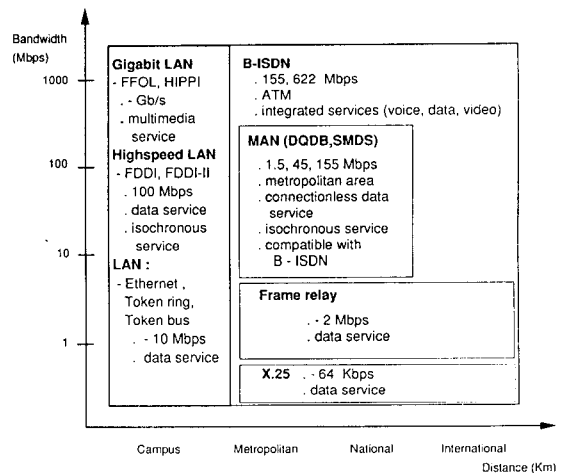 Bandwidth
(Mbps)
1000
100
10
1
Gigabit LAN
- FFOL, HIPPI
. - Gb/s
. multimedia
service
Highspeed LAN
- FDDI, FDDI-II
. 100 Mbps
. data service
. isochronous
service
LAN :
- Ethernet ,
Token ring,
Token bus
. - 10 Mbps
. data service
B-ISDN
. 155, 622 Mbps
. ATM
. integrated services (voice, data, video)
MAN (DQDB,SMDS)
. 1.5, 45, 155 Mbps
. metropolitan area
. connectionless data
service
. isochronous service
. compatible with
B - ISDN
Frame relay
. - 2 Mbps
. data service
X.25 . - 64 Kbps
. data service
Campus Metropolitan National International
Distance (Km)